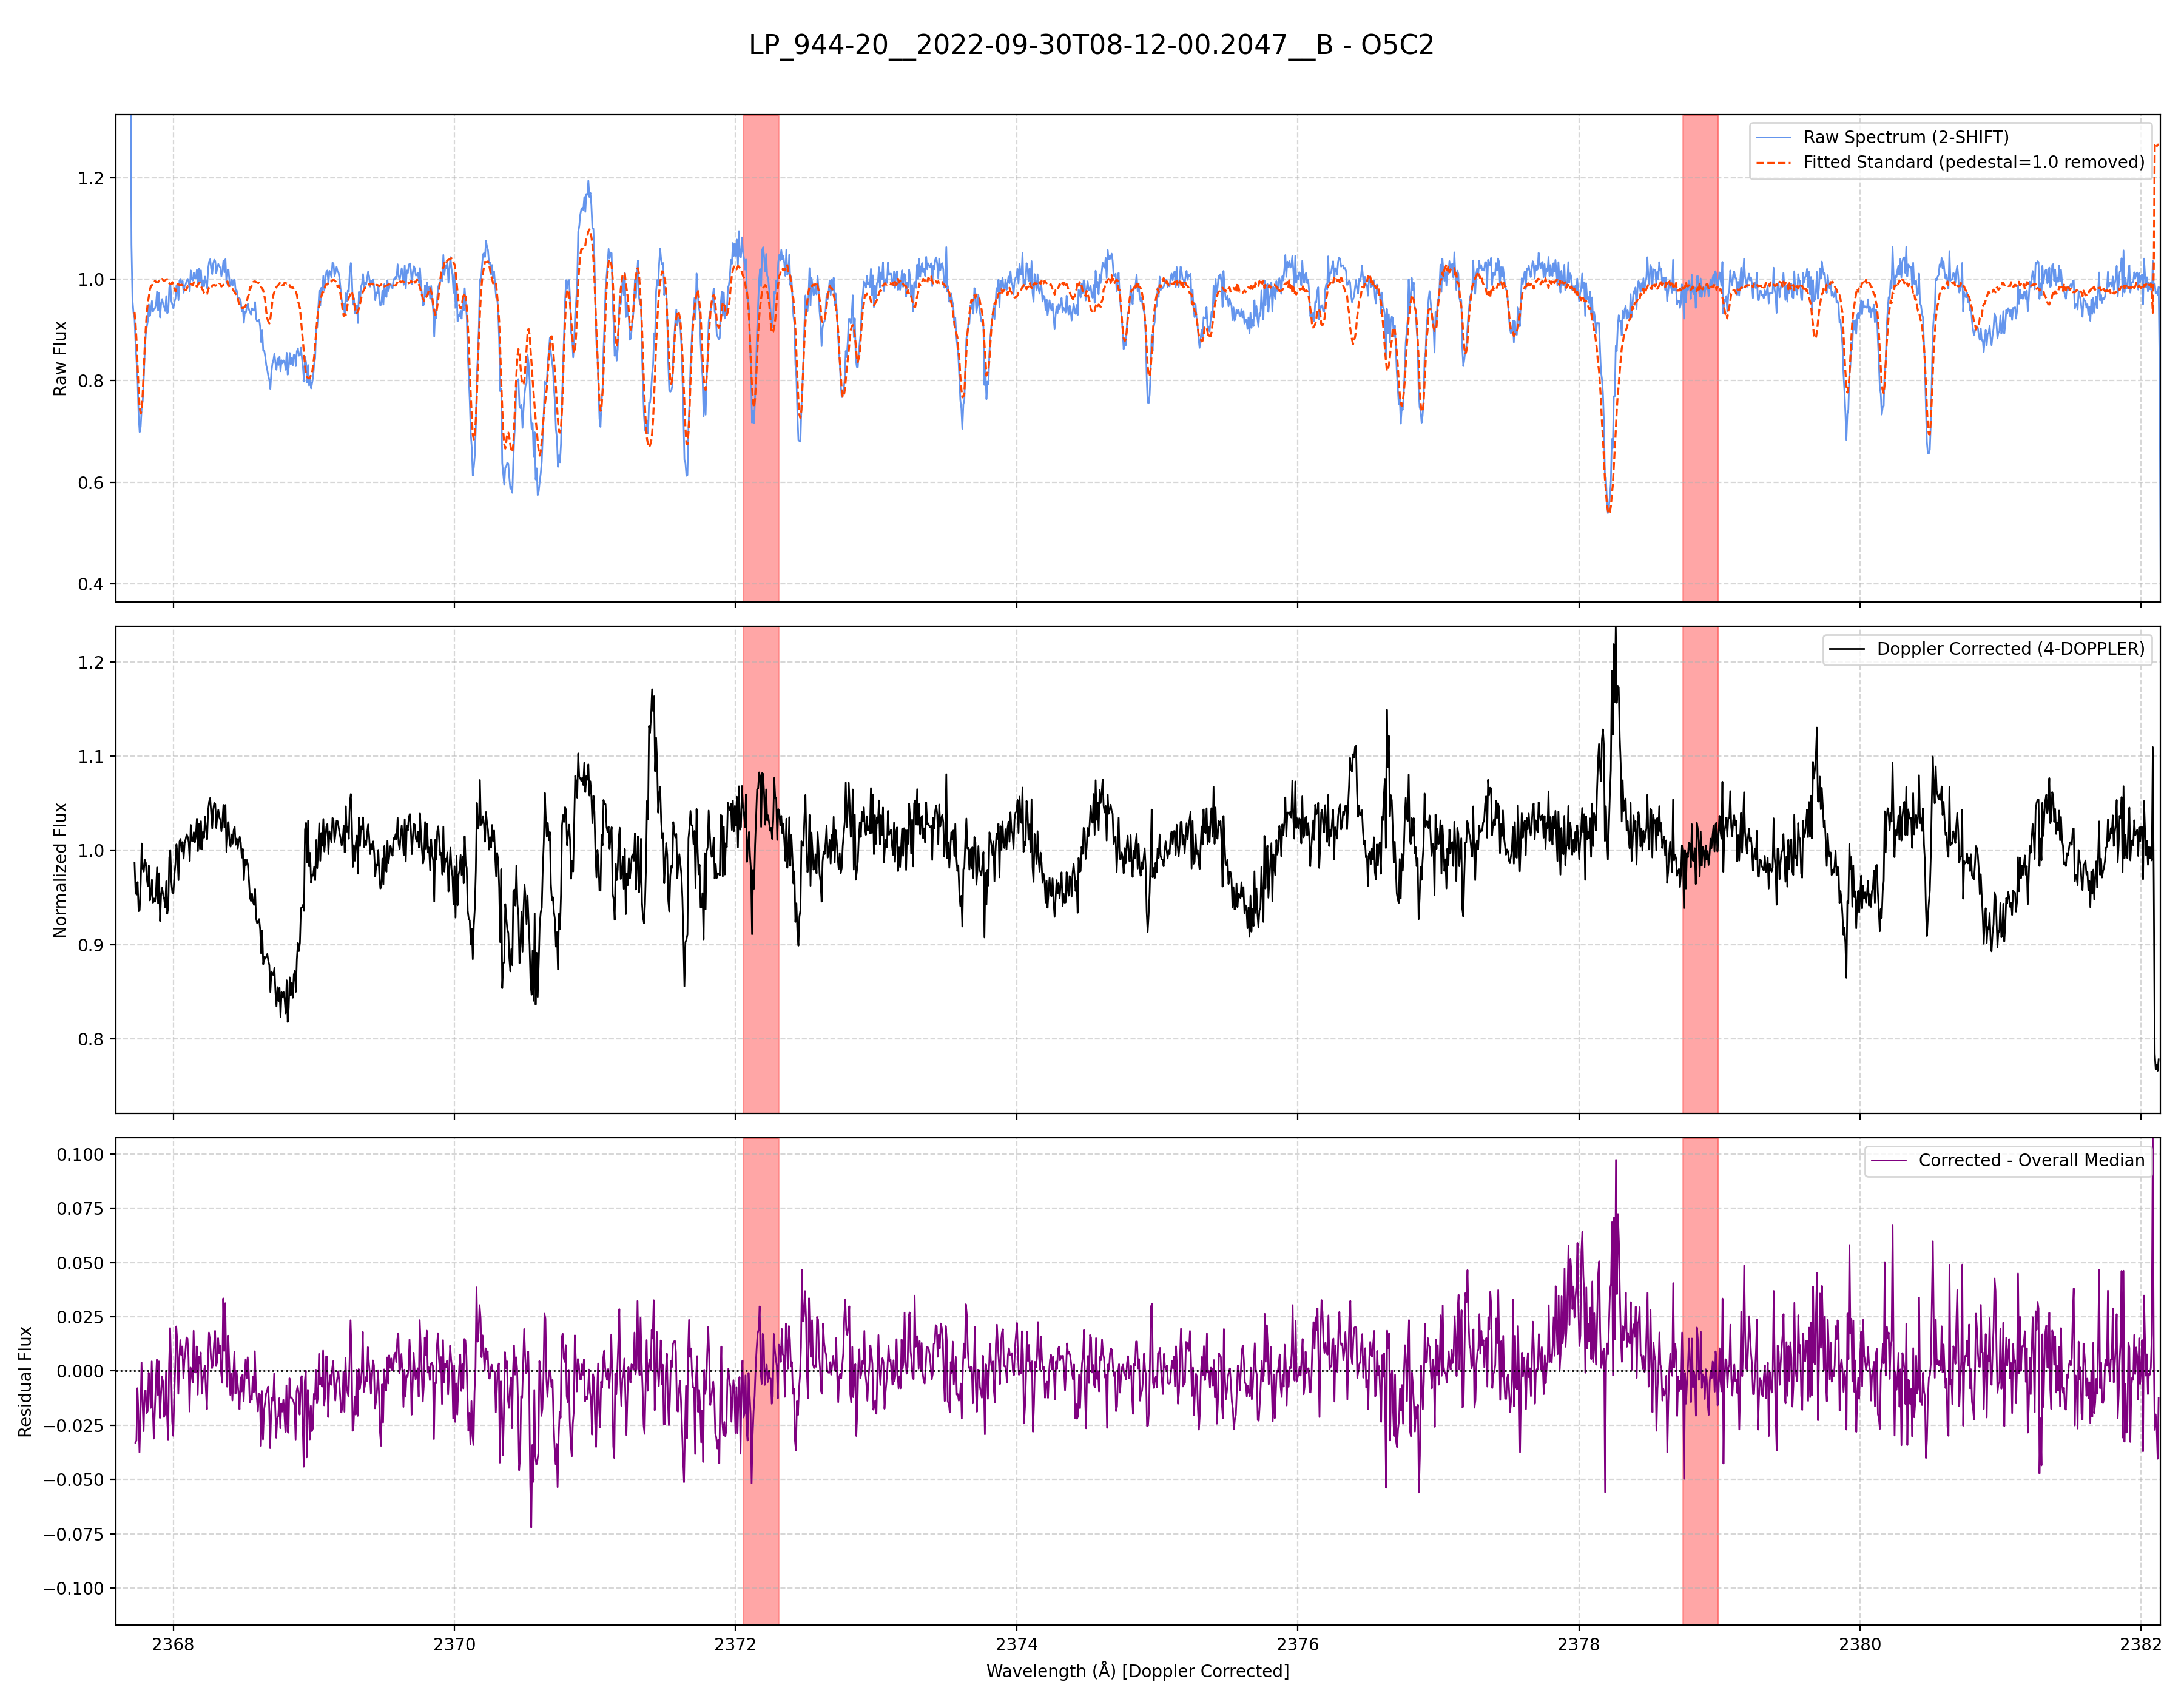 LP_944-20__2022-09-30T08-12-00.2047__B - O5C2
Raw Spectrum (2-SHIFT)
Fitted Standard (pedestal=1.0 removed)
Raw Flux
1.2
1.0
0.8
0.6
0.4
Doppler Corrected (4-DOPPLER)
Normalized Flux
1.2
1.1
1.0
0.9
0.8
Corrected - Overall Median
Residual Flux
0.100
0.075
0.050
0.025
0.000
−0.025
−0.050
−0.075
−0.100
2368 2370 2372 2374 2376 2378 2380 2382
Wavelength (Å) [Doppler Corrected]